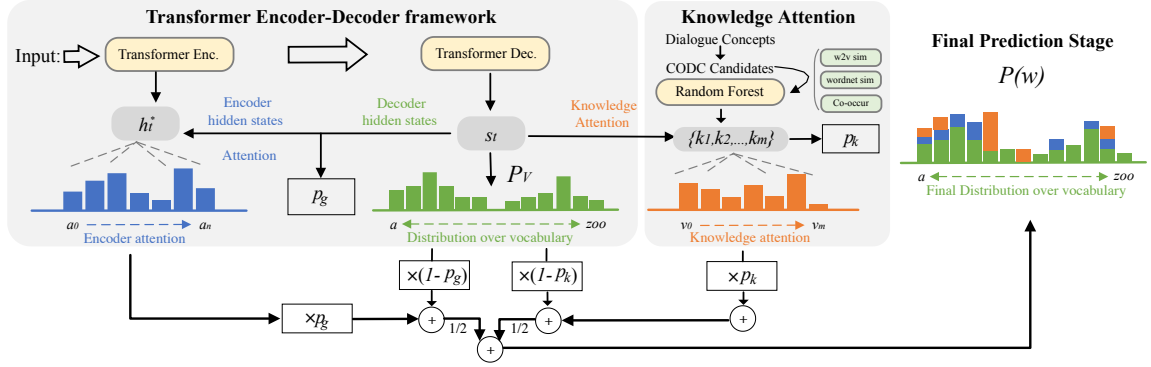 Transformer Encoder-Decoder framework
Knowledge Attention
Final Prediction Stage
P(w)
Input:
Transformer Enc.
Transformer Dec.
Dialogue Concepts
CODC Candidates
Random Forest
w2v sim
wordnet sim
Co-occur
Encoder
hidden states
Decoder
hidden states
Knowledge
Attention
h*t
st
{k1,k2,...,km}
pk
Attention
pg
PV
a0
an
Encoder attention
a
zoo
Distribution over vocabulary
v0
vm
Knowledge attention
a
zoo
Final Distribution over vocabulary
×(1- pg)
×(1- pk)
×pk
×pg
+
1/2
1/2
+
+
+